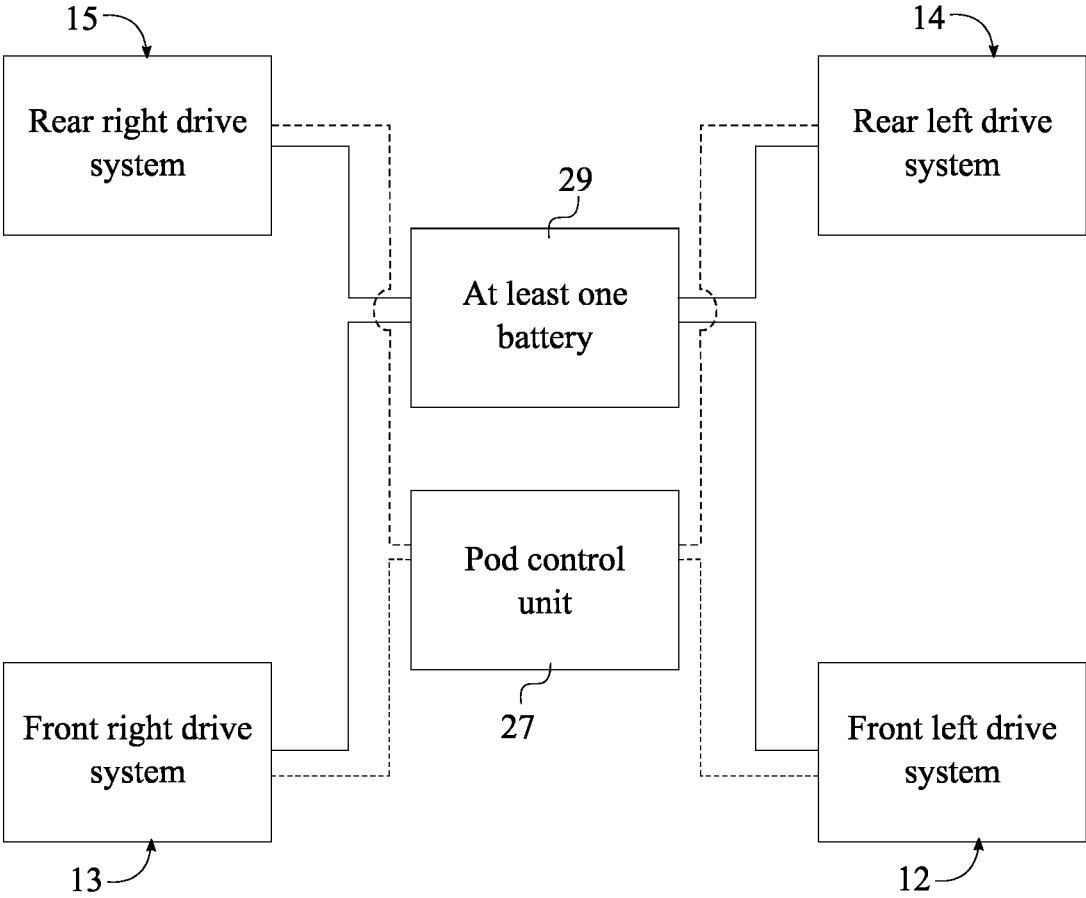 15
14
Rear right drive
system
Rear left drive
system
29
At least one
battery
Pod control
unit
27
Front right drive
system
Front left drive
system
13
12